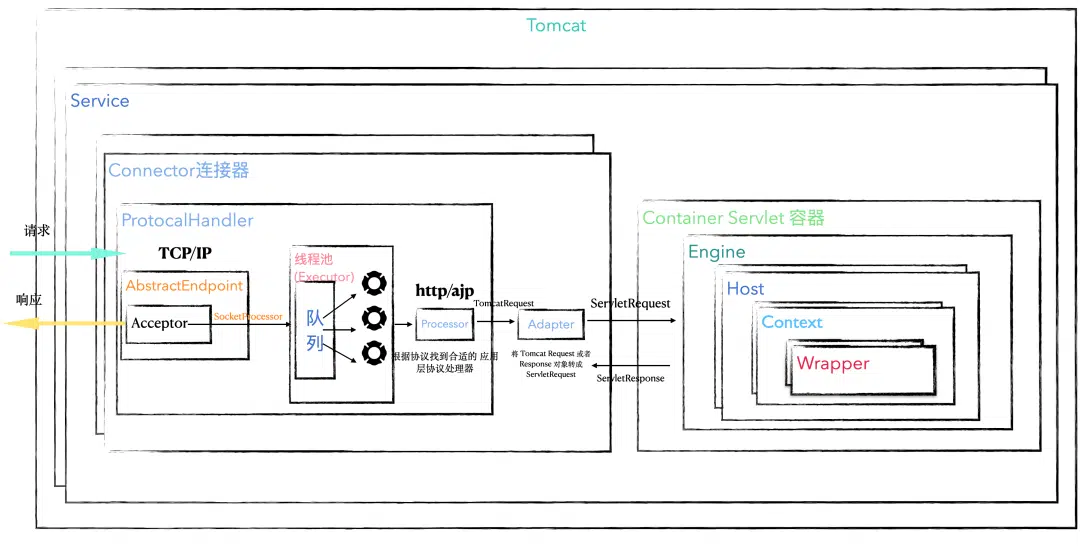 Tomcat
Service
Connector连接器
ProtocalHandler
请求
TCP/IP
AbstractEndpoint
响应
Acceptor
SocketProcessor
线程池
(Executor)
队
列
http/ajp
Processor
根据协议找到合适的 应用
层协议处理器
TomcatRequest
Adapter
将 Tomcat Request 或者
Response 对象转成
ServletRequest
ServletRequest
ServletResponse
Container Servlet 容器
Engine
Host
Context
Wrapper